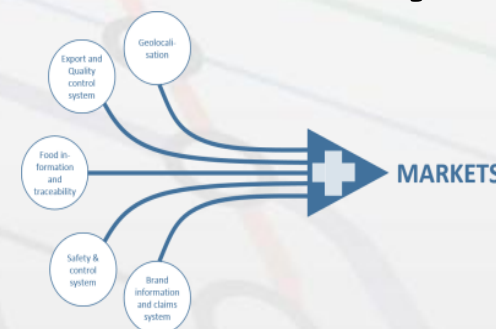 Geolocali-
sation
Export and
Quality
control
system
Food in-
formation
and
traceability
MARKETS
Safety &
control
system
Brand
information
and claims
system